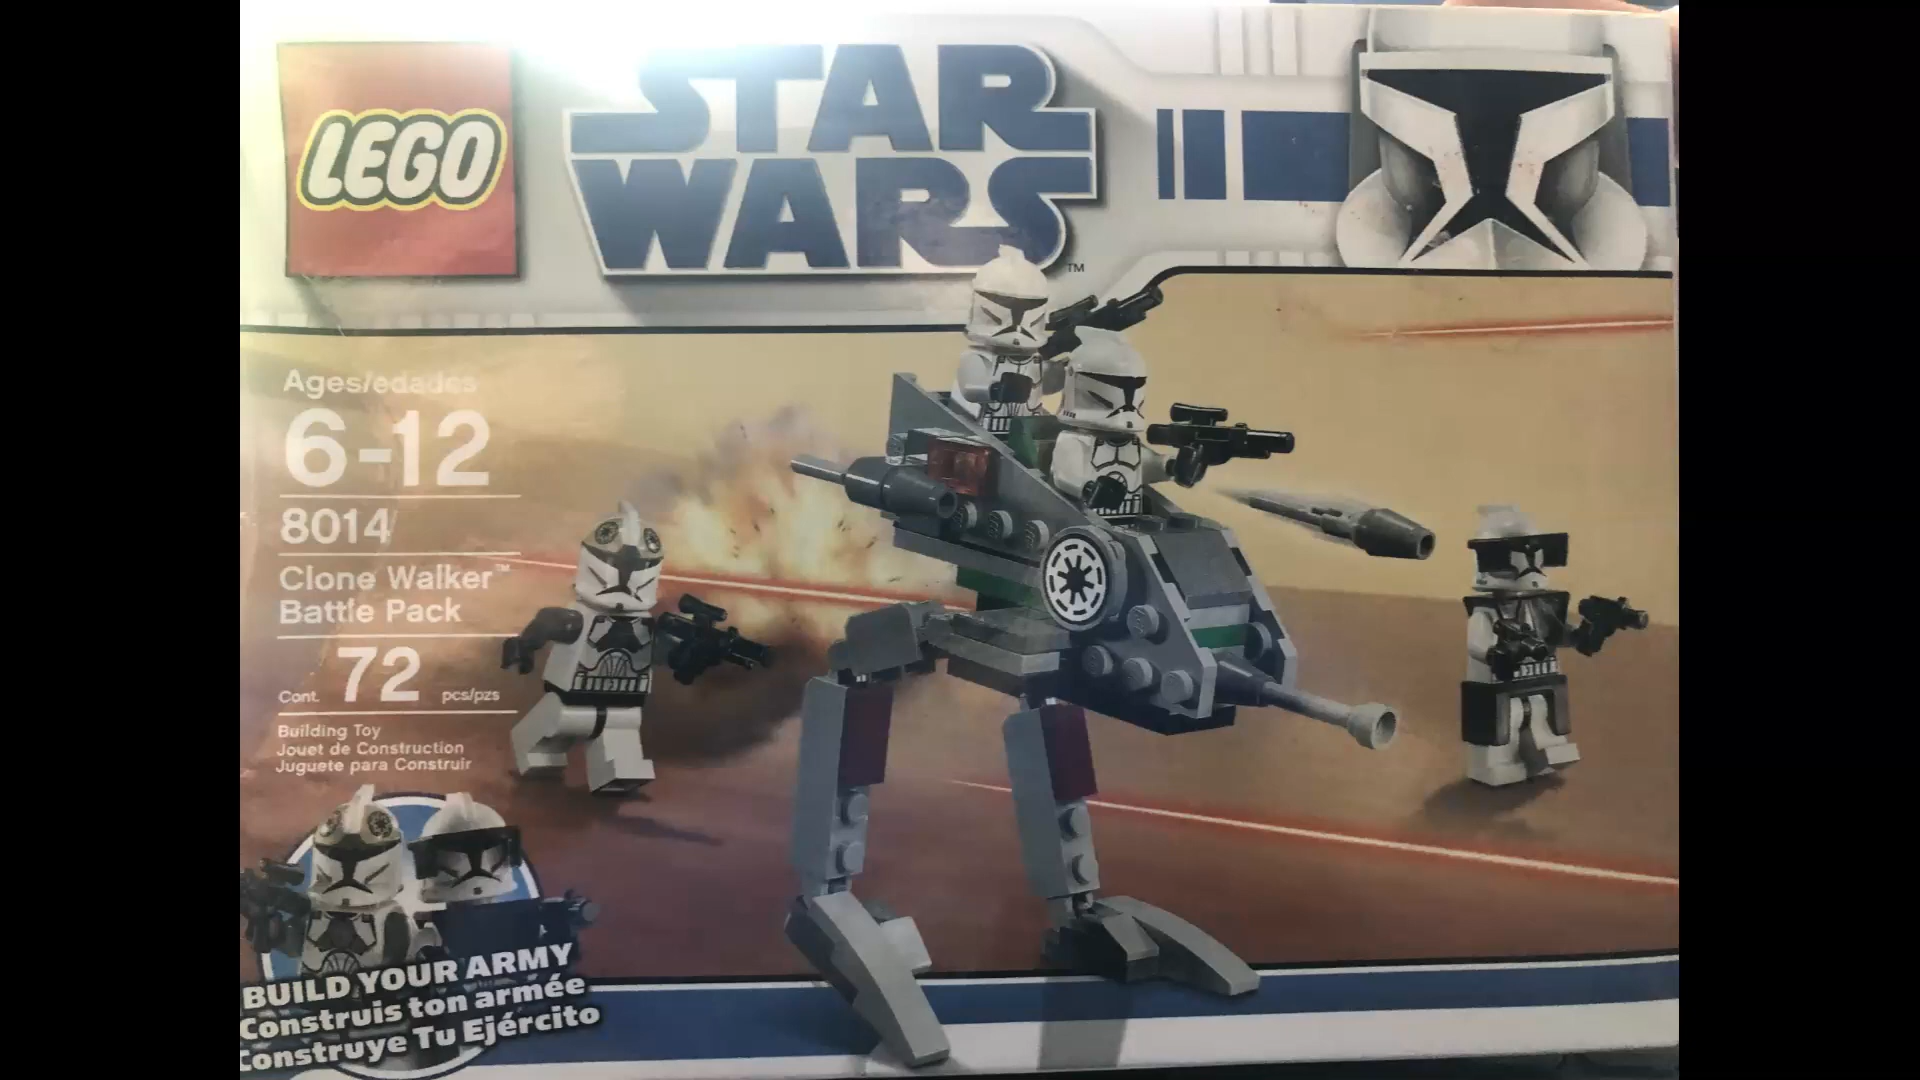 LEGO
STAR
WARS
™
Ages/edades
6-12
8014
Clone Walker™
Battle Pack
Cont. 72 pcs/pzs
Building Toy
Jouet de Construction
Juguete para Construir
BUILD YOUR ARMY
Construis ton armée
Construye Tu Ejército